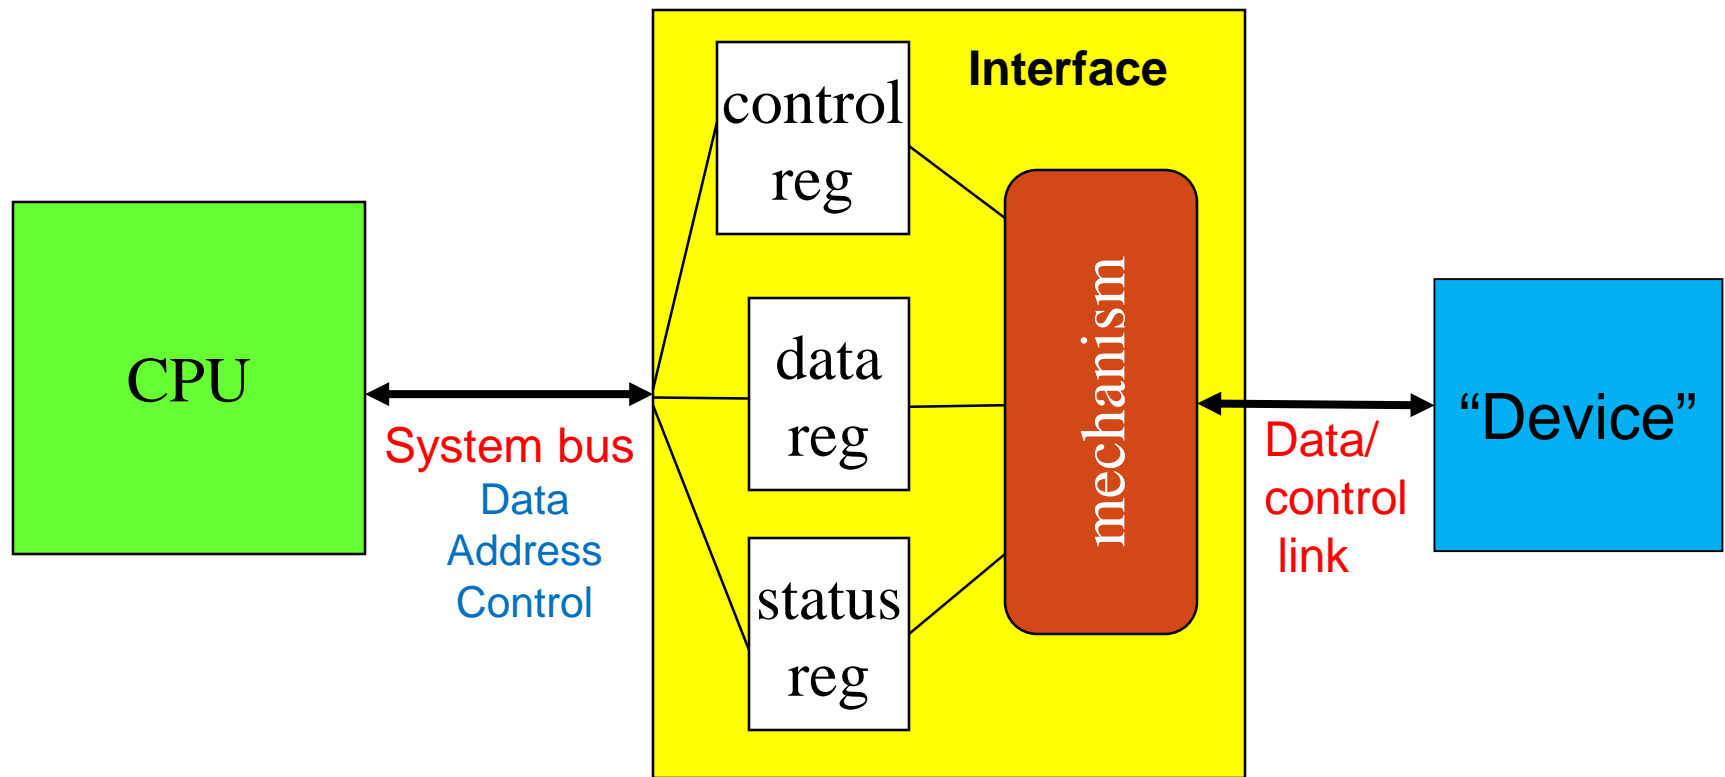 Interface
control
reg
CPU
data
reg
status
reg
mechanism
System bus
Data
Address
Control
Data/
control
link
“Device”